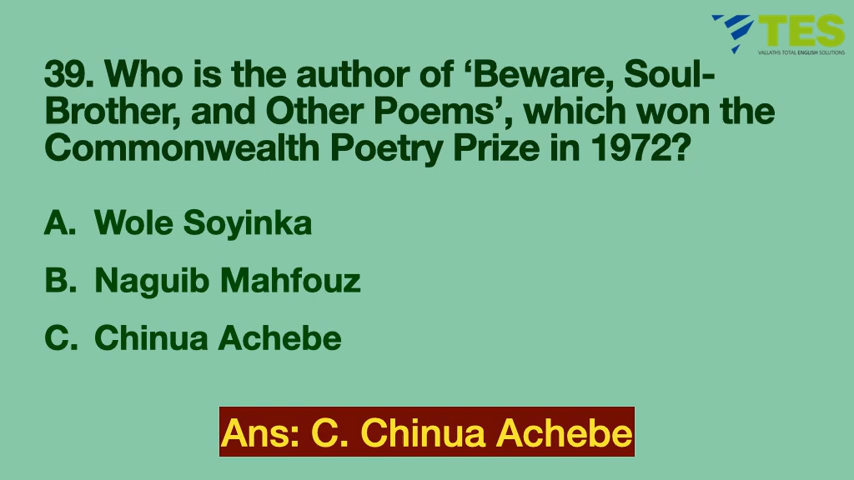 TES
VALLATHS TOTAL ENGLISH SOLUTIONS
39. Who is the author of ‘Beware, Soul-
Brother, and Other Poems’, which won the
Commonwealth Poetry Prize in 1972?
A. Wole Soyinka
B. Naguib Mahfouz
C. Chinua Achebe
Ans: C. Chinua Achebe